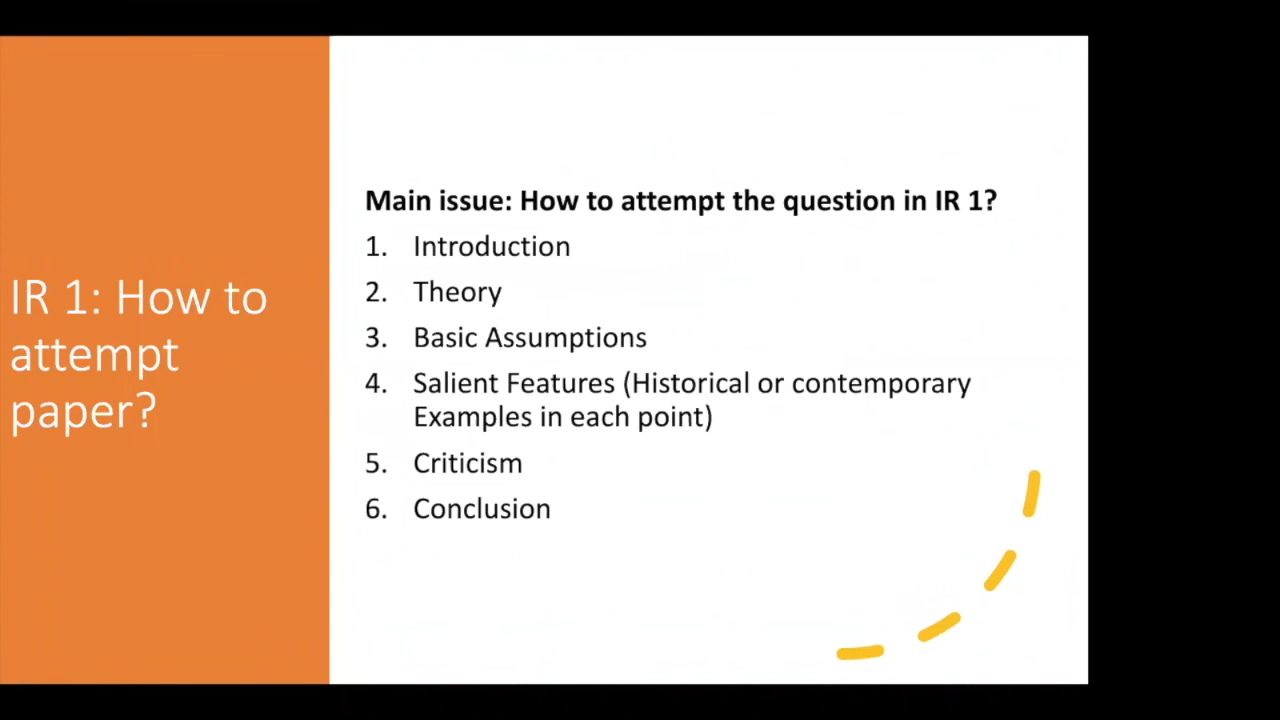 IR 1: How to
attempt
paper?
Main issue: How to attempt the question in IR 1?
1. Introduction
2. Theory
3. Basic Assumptions
4. Salient Features (Historical or contemporary
Examples in each point)
5. Criticism
6. Conclusion